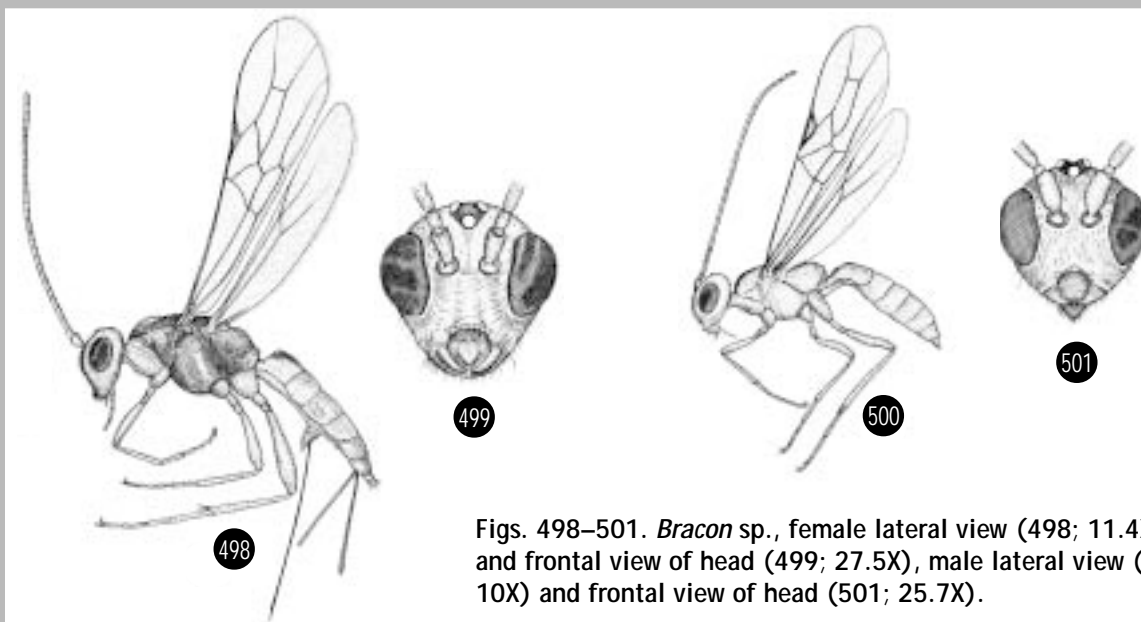 499
501
500
498
Figs. 498–501. Bracon sp., female lateral view (498; 11.4
and frontal view of head (499; 27.5X), male lateral view (
10X) and frontal view of head (501; 25.7X).